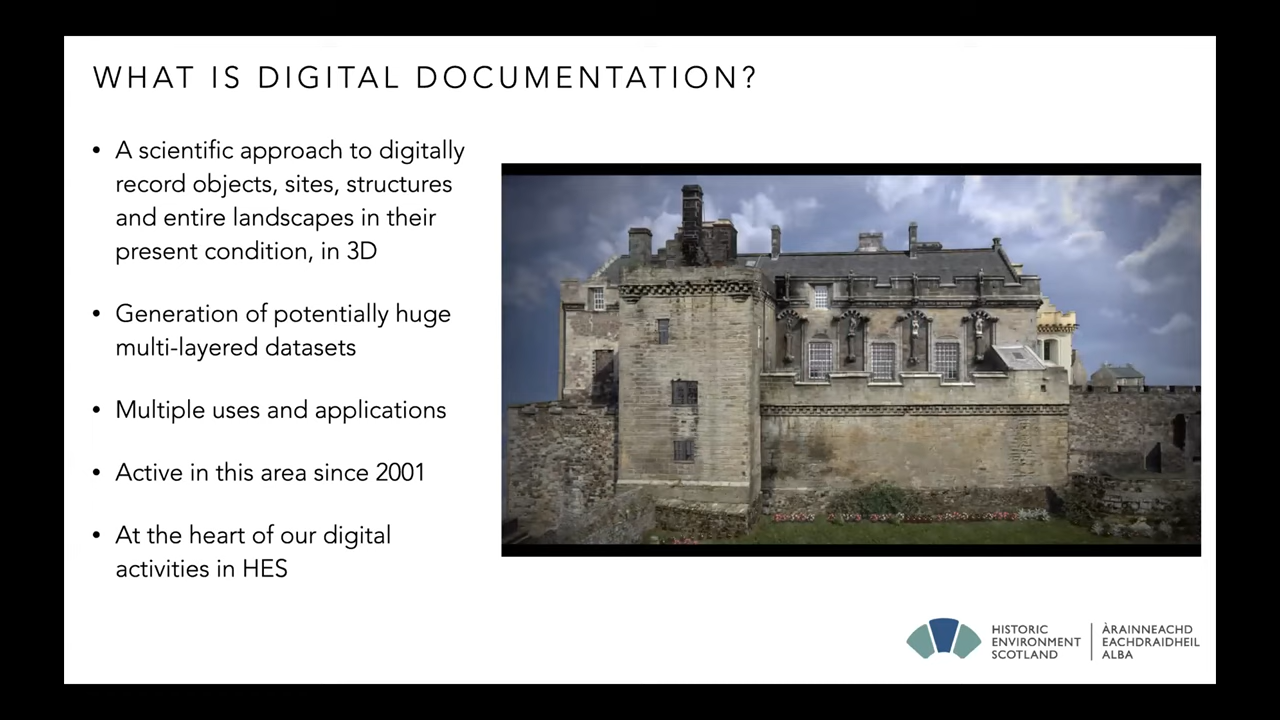 WHAT IS DIGITAL DOCUMENTATION?
• A scientific approach to digitally
record objects, sites, structures
and entire landscapes in their
present condition, in 3D
• Generation of potentially huge
multi-layered datasets
• Multiple uses and applications
• Active in this area since 2001
• At the heart of our digital
activities in HES
HISTORIC
ENVIRONMENT
SCOTLAND
ÀRAINNEACHD
EACHDRAIDHEIL
ALBA